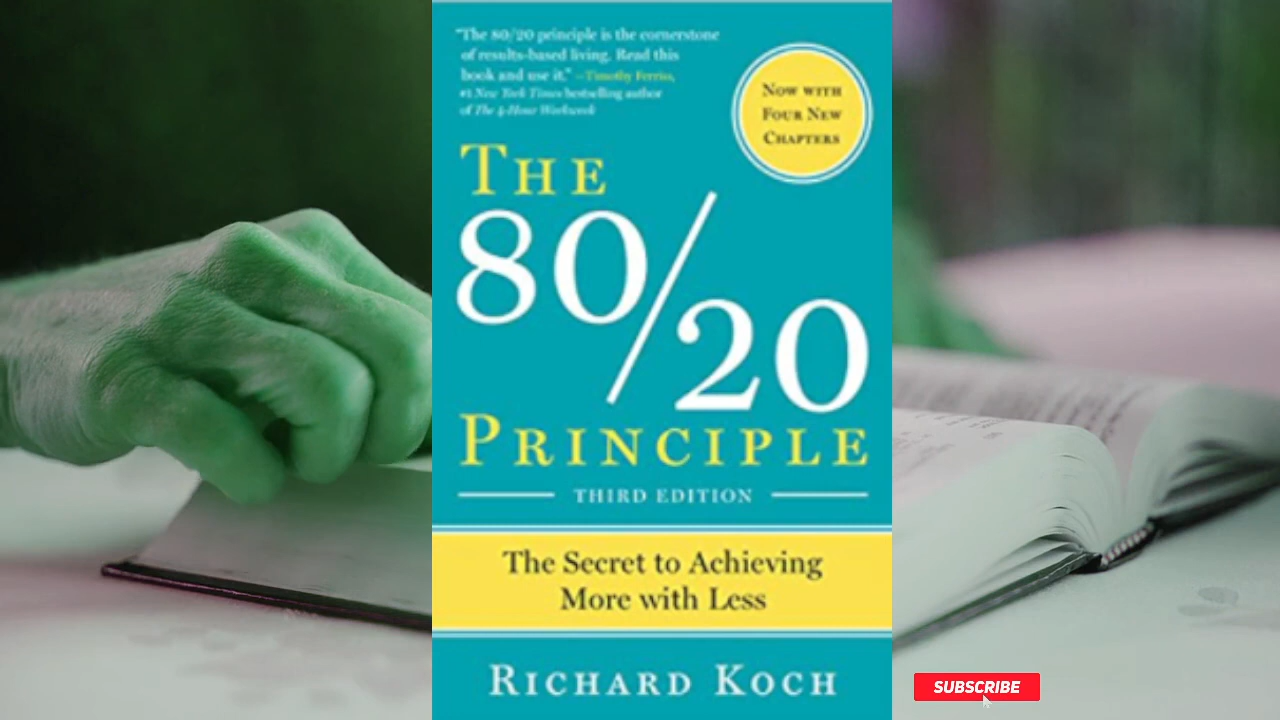 "The 80/20 principle is the cornerstone
of results-based living. Read this
book and use it." –Timothy Ferriss,
#1 New York Times bestselling author
of The 4-Hour Workweek
Now with
Four New
Chapters
The
80/20
Principle
Third Edition
The Secret to Achieving
More with Less
Richard Koch
SUBSCRIBE